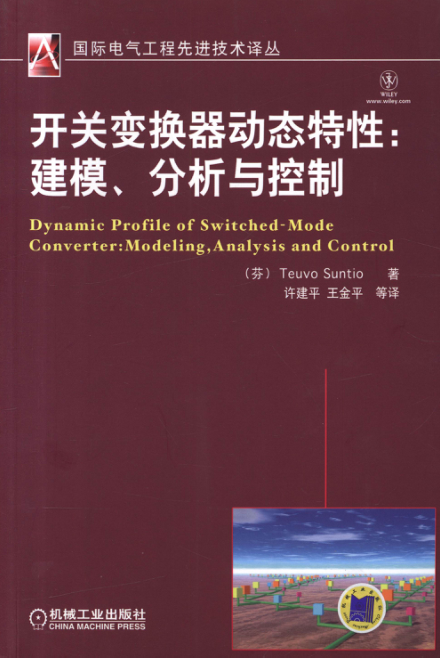 A
国际电气工程先进技术译丛
WILEY
www.wiley.com
开关变换器动态特性：
建模、分析与控制
Dynamic Profile of Switched-Mode
Converter:Modeling,Analysis and Control
（芬）Teuvo Suntio 著
许建平 王金平 等译
机械工业出版社
CHINA MACHINE PRESS